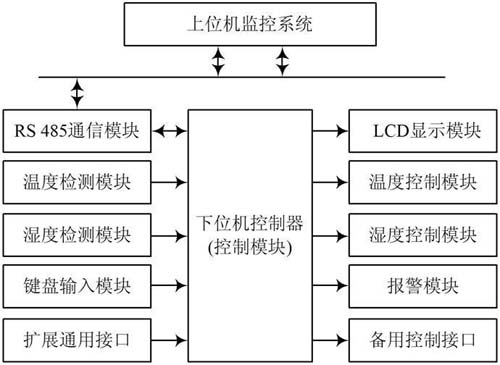 上位机监控系统
RS 485通信模块
LCD显示模块
温度检测模块
温度控制模块
下位机控制器
(控制模块)
湿度检测模块
湿度控制模块
键盘输入模块
报警模块
扩展通用接口
备用控制接口